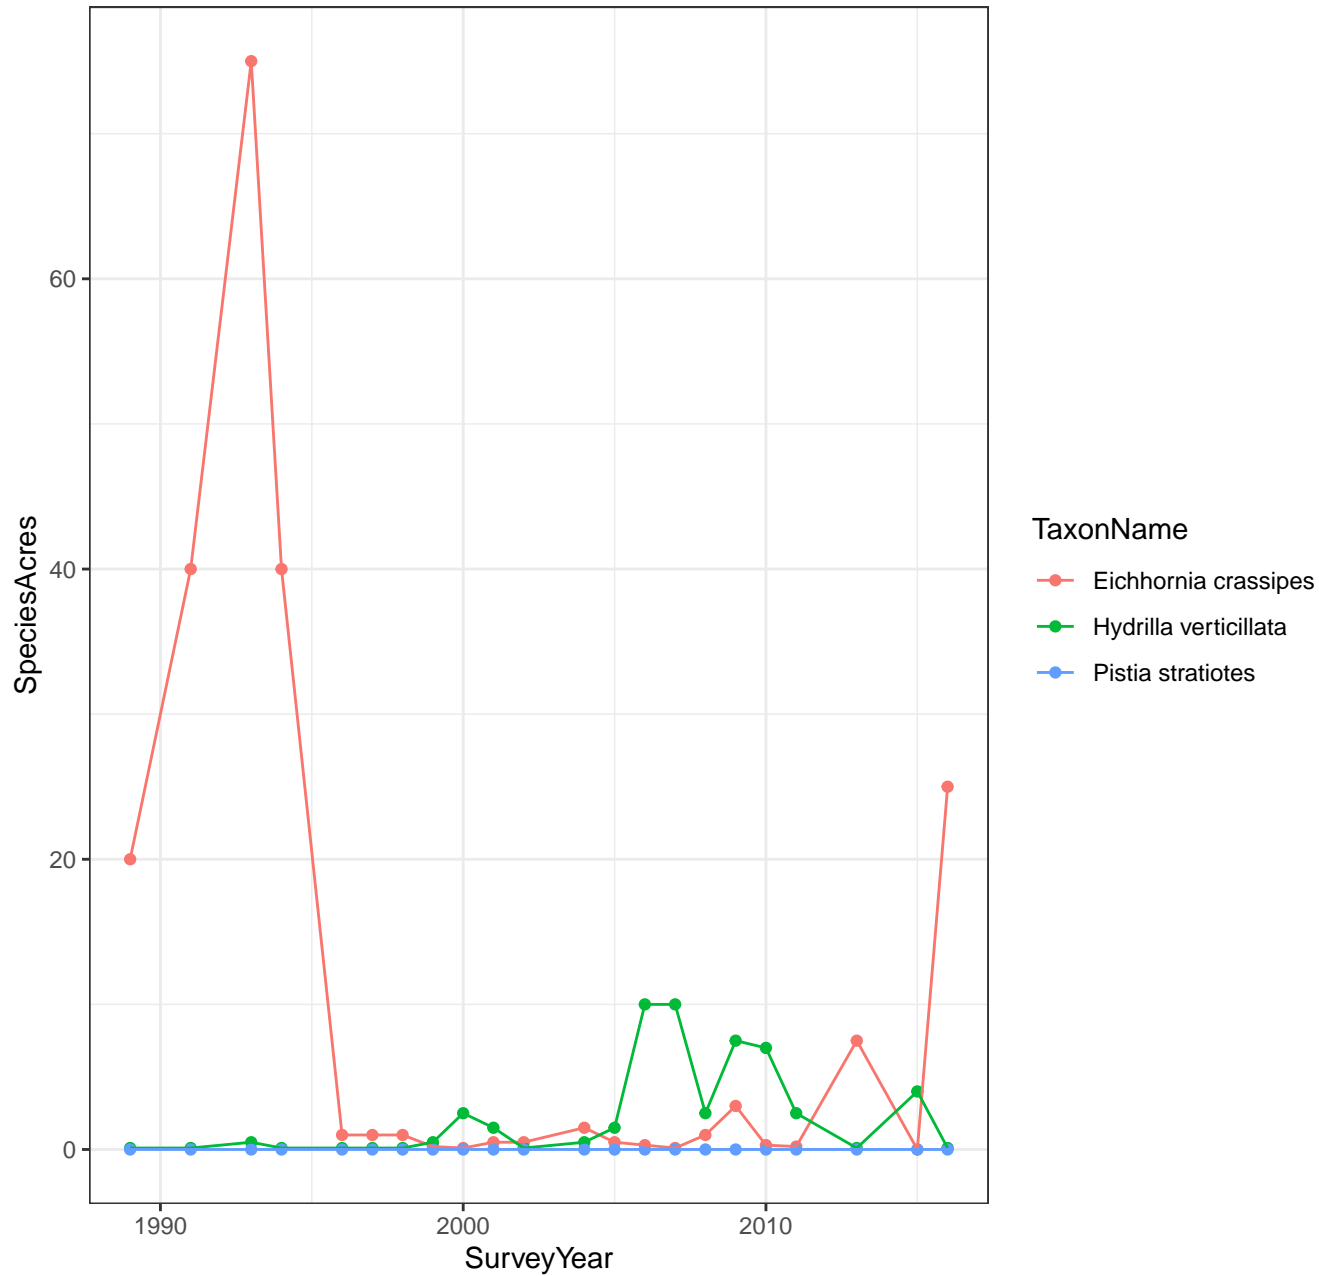 60
40
20
0
SpeciesAcres
1990 2000 2010
SurveyYear
TaxonName
Eichhornia crassipes
Hydrilla verticillata
Pistia stratiotes